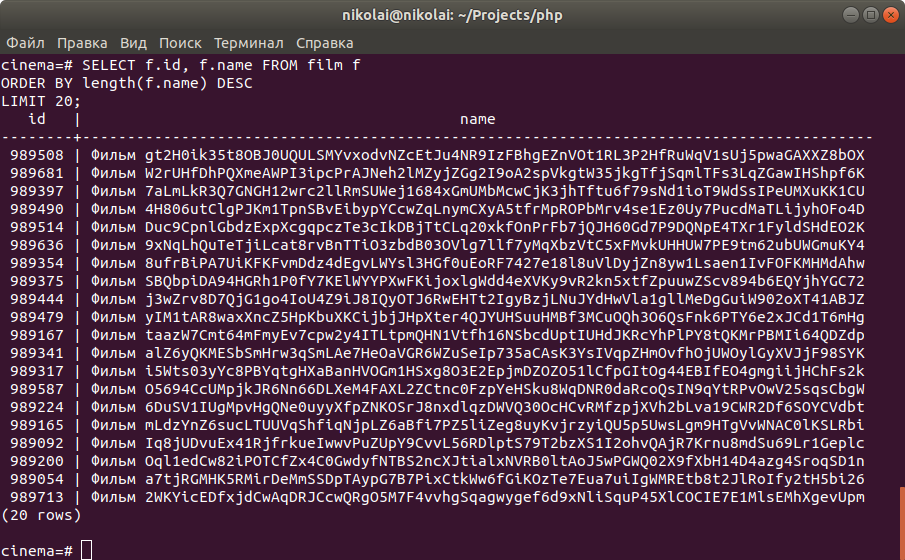 nikolai@nikolai: ~/Projects/php
Файл Правка Вид Поиск Терминал Справка
cinema=# SELECT f.id, f.name FROM film f
ORDER BY length(f.name) DESC
LIMIT 20;
id | name
--------+----------------------------------------------------------------------------------------
989508 | Фильм gt2H0ik35t8OBJ0UQULSMYvxodvNZcEtJu4NR9IzFBhgEZnVOt1RL3P2HfRuWqV1sUj5pwaGAXXZ8bOX
989681 | Фильм W2rUHfDhPQXmeAWPI3ipcPrAJNeh2lMZyjZGg2I9oA2spVkgtW35jkgTfjSqmlTFs3LqZGawIHShpf6K
989397 | Фильм 7aLmLkR3Q7GNGH12wrc2llRmSUWej1684xGmUMbMcwCjK3jhTftu6f79sNd1ioT9WdSsIPeUMXuKK1CU
989490 | Фильм 4H806utClgPJKm1TpnSBvEibypYCcwZqLnymCXyA5tfrMpROPbMrv4se1Ez0Uy7PucdMaTLijyhOFo4D
989514 | Фильм Duc9CpnlGbdzExpXcgqpczTe3cIkDBjTtCLq20xkfOnPrFb7jQJH60Gd7P9DQNpE4TXr1FyldSHdEO2K
989636 | Фильм 9xNqLhQuTeTjiLcat8rvBnTTiO3zbdB03OVlg7llf7yMqXbzVtC5xFMvkUHHUW7PE9tm62ubUWGmuKY4
989354 | Фильм 8ufrBiPA7UiKFKFvmDdz4dEgvLWYsl3HGf0uEoRF7427e18l8uVlDyjZn8yw1Lsaen1IvFOFKMHMdAhw
989375 | Фильм SBQbpiDA94HGRh1P0fY7KElWYYPXwFKijoxlgWdd4eXVKy9vR2kn5xtfZpuuwZScv894b6EQYjhYGC72
989444 | Фильм j3wZrv8D7QjG1go4IoU4Z9iJ8IQyOTJ6RwEHTt2IgyBzjLNuJYdHwVla1gllMeDgGuiW902oXT41ABJZ
989479 | Фильм yIM1tAR8waxXncZ5HpKbuXKCijbjJHpXter4QJYUHSuuHMBf3MCuOQh3O6QsFnk6PTY6e2xJCd1T6mHg
989167 | Фильм taazW7Cmt64mFmyEv7cpw2y4ITLtpmQHN1Vtfh16NSbcdUptIUHdJKRcYhPlPY8tQKMrPBMIi64QDZdp
989341 | Фильм alZ6yQKMESbSmHrw3qSmLAe7HeOaVGR6WZuSeIp735aCAsK3YsIVqpZHmOvfhOjUWOylGyXVJjF98SYK
989317 | Фильм i5Wts03yYc8PBYqtgHXaBanHVOGm1HSxg8O3E2EpjmDZOZO51lCfpGItOg44EBIfEO4gmgiijHChFs2k
989587 | Фильм O5694CcUMpjkJR6Nn66DLXeM4FAXL2ZCtnc0FzpYeHSku8WqDNR0daRcoQsIN9qYtRPvOwV25sqsCbgW
989224 | Фильм 6DuSV1IUgMpvHgQNe0uyyXfpZNKOSrJ8nxdlqzDWVQ30OcHCvRMfzpjXVh2bLva19CWR2Df6SOYCVdbt
989165 | Фильм mLdzYnZ6sucLTUUVqShfiqNjpLZ6aBfi7PZ5liZeg8uyKvjrzyiQU5p5UwsLgm9HTgVvWNAC0lKSLRbi
989092 | Фильм Iq8jUDvuEx41RjfrkueIwwvPuZUpY9CvvL56RDlptS79T2bzXS1I2ohvQAjR7Krnu8mdSu69Lr1Geplc
989200 | Фильм Oql1edCw82iPOTCfZx4C0GwdyfNTBS2ncXJtialxNVRB0ltAoJ5wPGWQ02X9fXbH14D4azg4SroqSD1n
989054 | Фильм a7tjRGMHK5RMirDeMmSSDpTAypG7B7PixCtkWw6fGiKOzTe7Eua7uiIgWMREtb8t2JlRoIfy2tH5bi26
989713 | Фильм 2WKYicEDfxjdCwAqDRJCcwQRgO5M7F4vvhgSqagwygef6d9xNliSquP45XlCOCIE7E1MlsEMhXgevUpm
(20 rows)
cinema=#